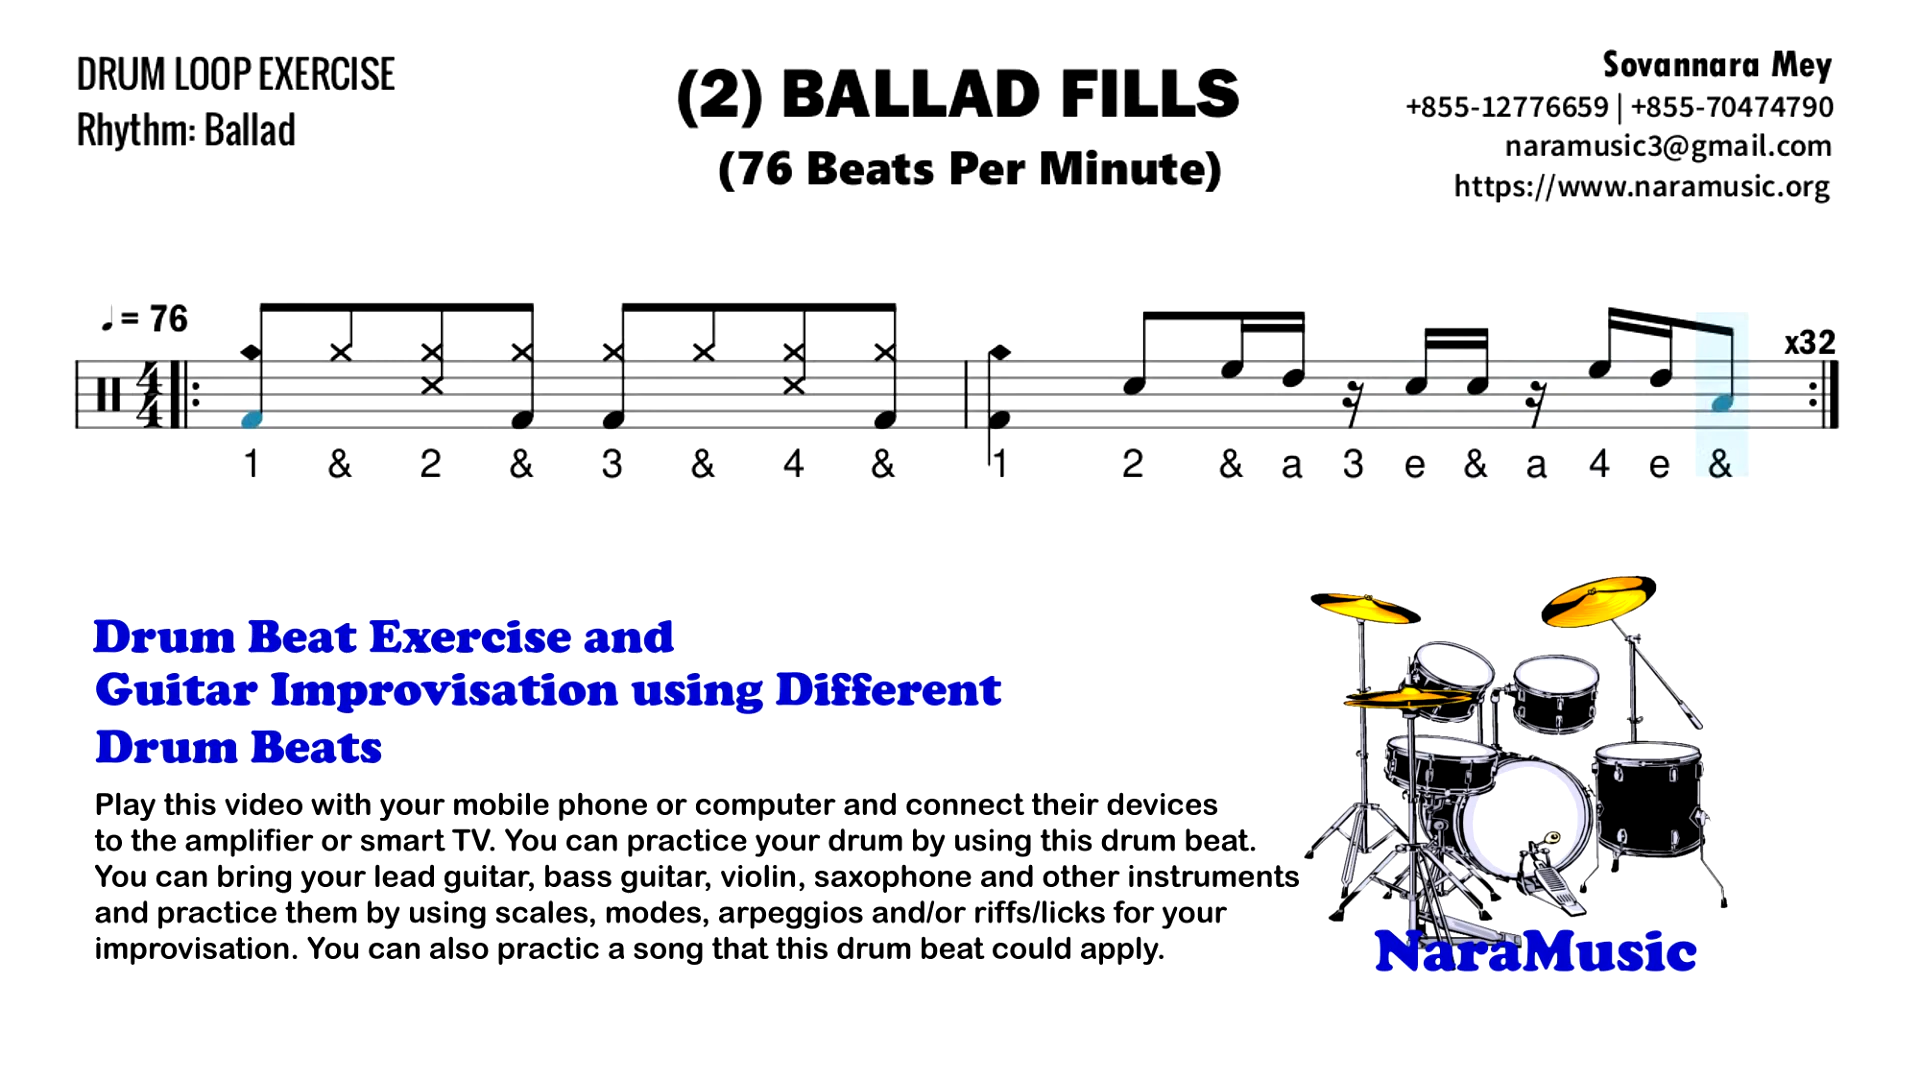 DRUM LOOP EXERCISE
Rhythm: Ballad
(2) BALLAD FILLS
(76 Beats Per Minute)
Sovannara Mey
+855-12776659 | +855-70474790
naramusic3@gmail.com
https://www.naramusic.org
= 76
x32
4
4
1 & 2 & 3 & 4 & 1 2 & a 3 e & a 4 e &
Drum Beat Exercise and
Guitar Improvisation using Different
Drum Beats
Play this video with your mobile phone or computer and connect their devices
to the amplifier or smart TV. You can practice your drum by using this drum beat.
You can bring your lead guitar, bass guitar, violin, saxophone and other instruments
and practice them by using scales, modes, arpeggios and/or riffs/licks for your
improvisation. You can also practic a song that this drum beat could apply.
NaraMusic